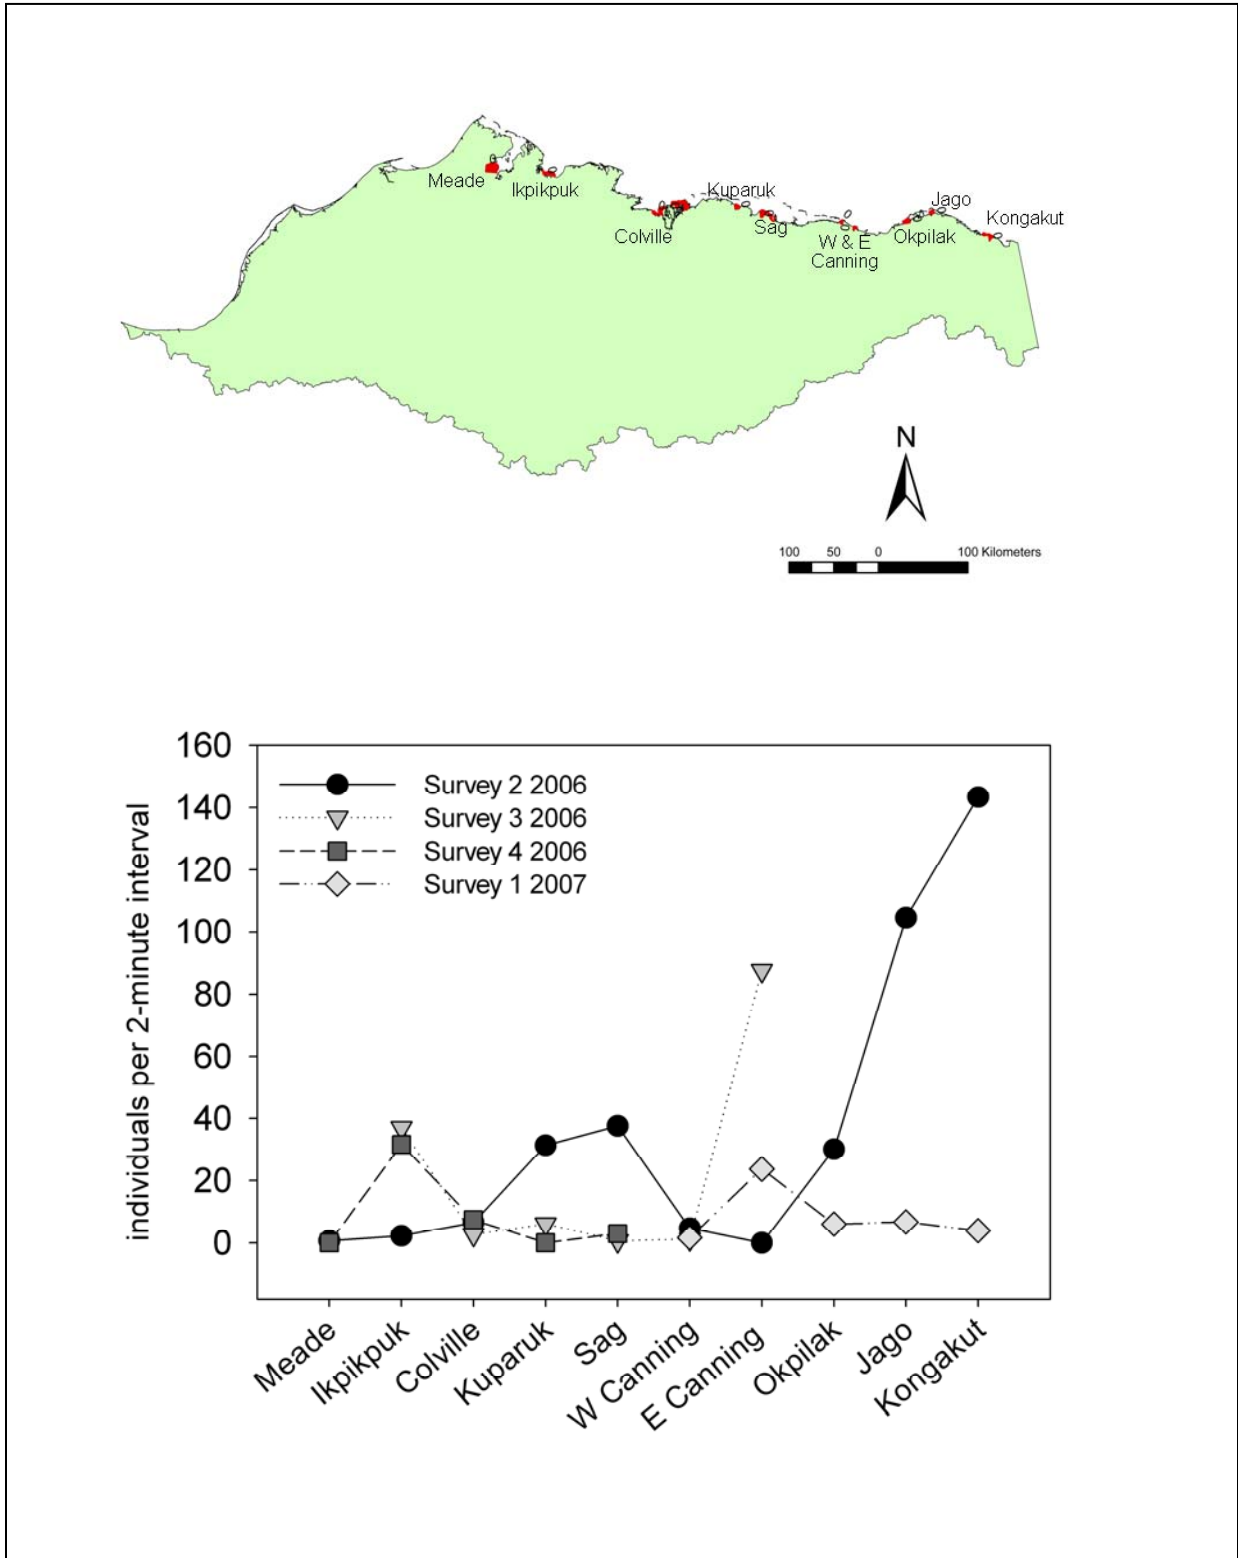 Meade
Ikpikpuk
Colville
Kuparuk
Sag
W & E
Canning
Okpilak
Jago
Kongakut
N
100 50 0 100 Kilometers
individuals per 2-minute interval
160
140
120
100
80
60
40
20
0
Survey 2 2006
Survey 3 2006
Survey 4 2006
Survey 1 2007
Meade
Ikpikpuk
Colville
Kuparuk
Sag
W Canning
E Canning
Okpilak
Jago
Kongakut